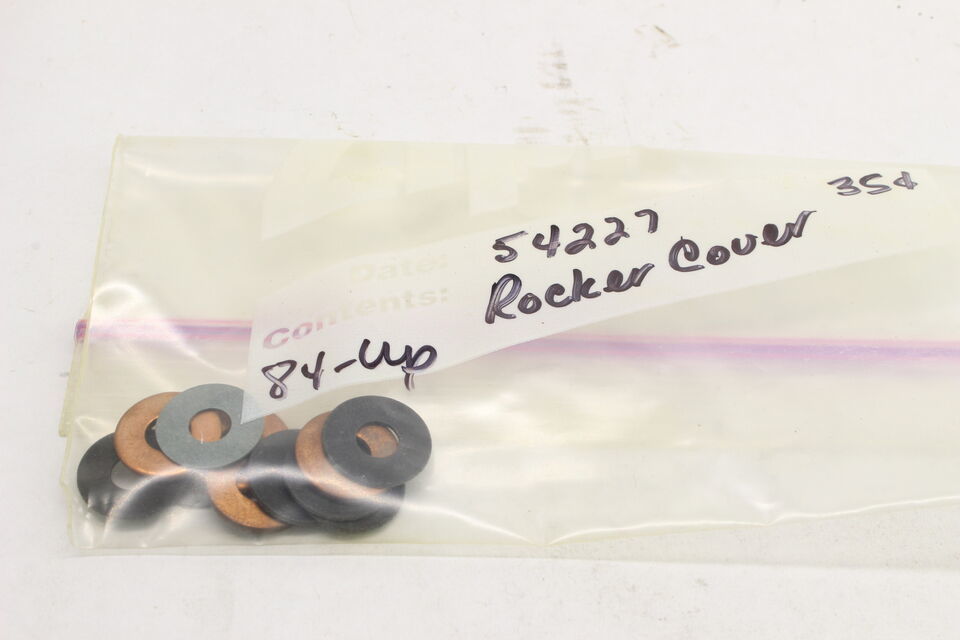 35¢
54227
Rocker Cover
Date:
Contents:
84-up